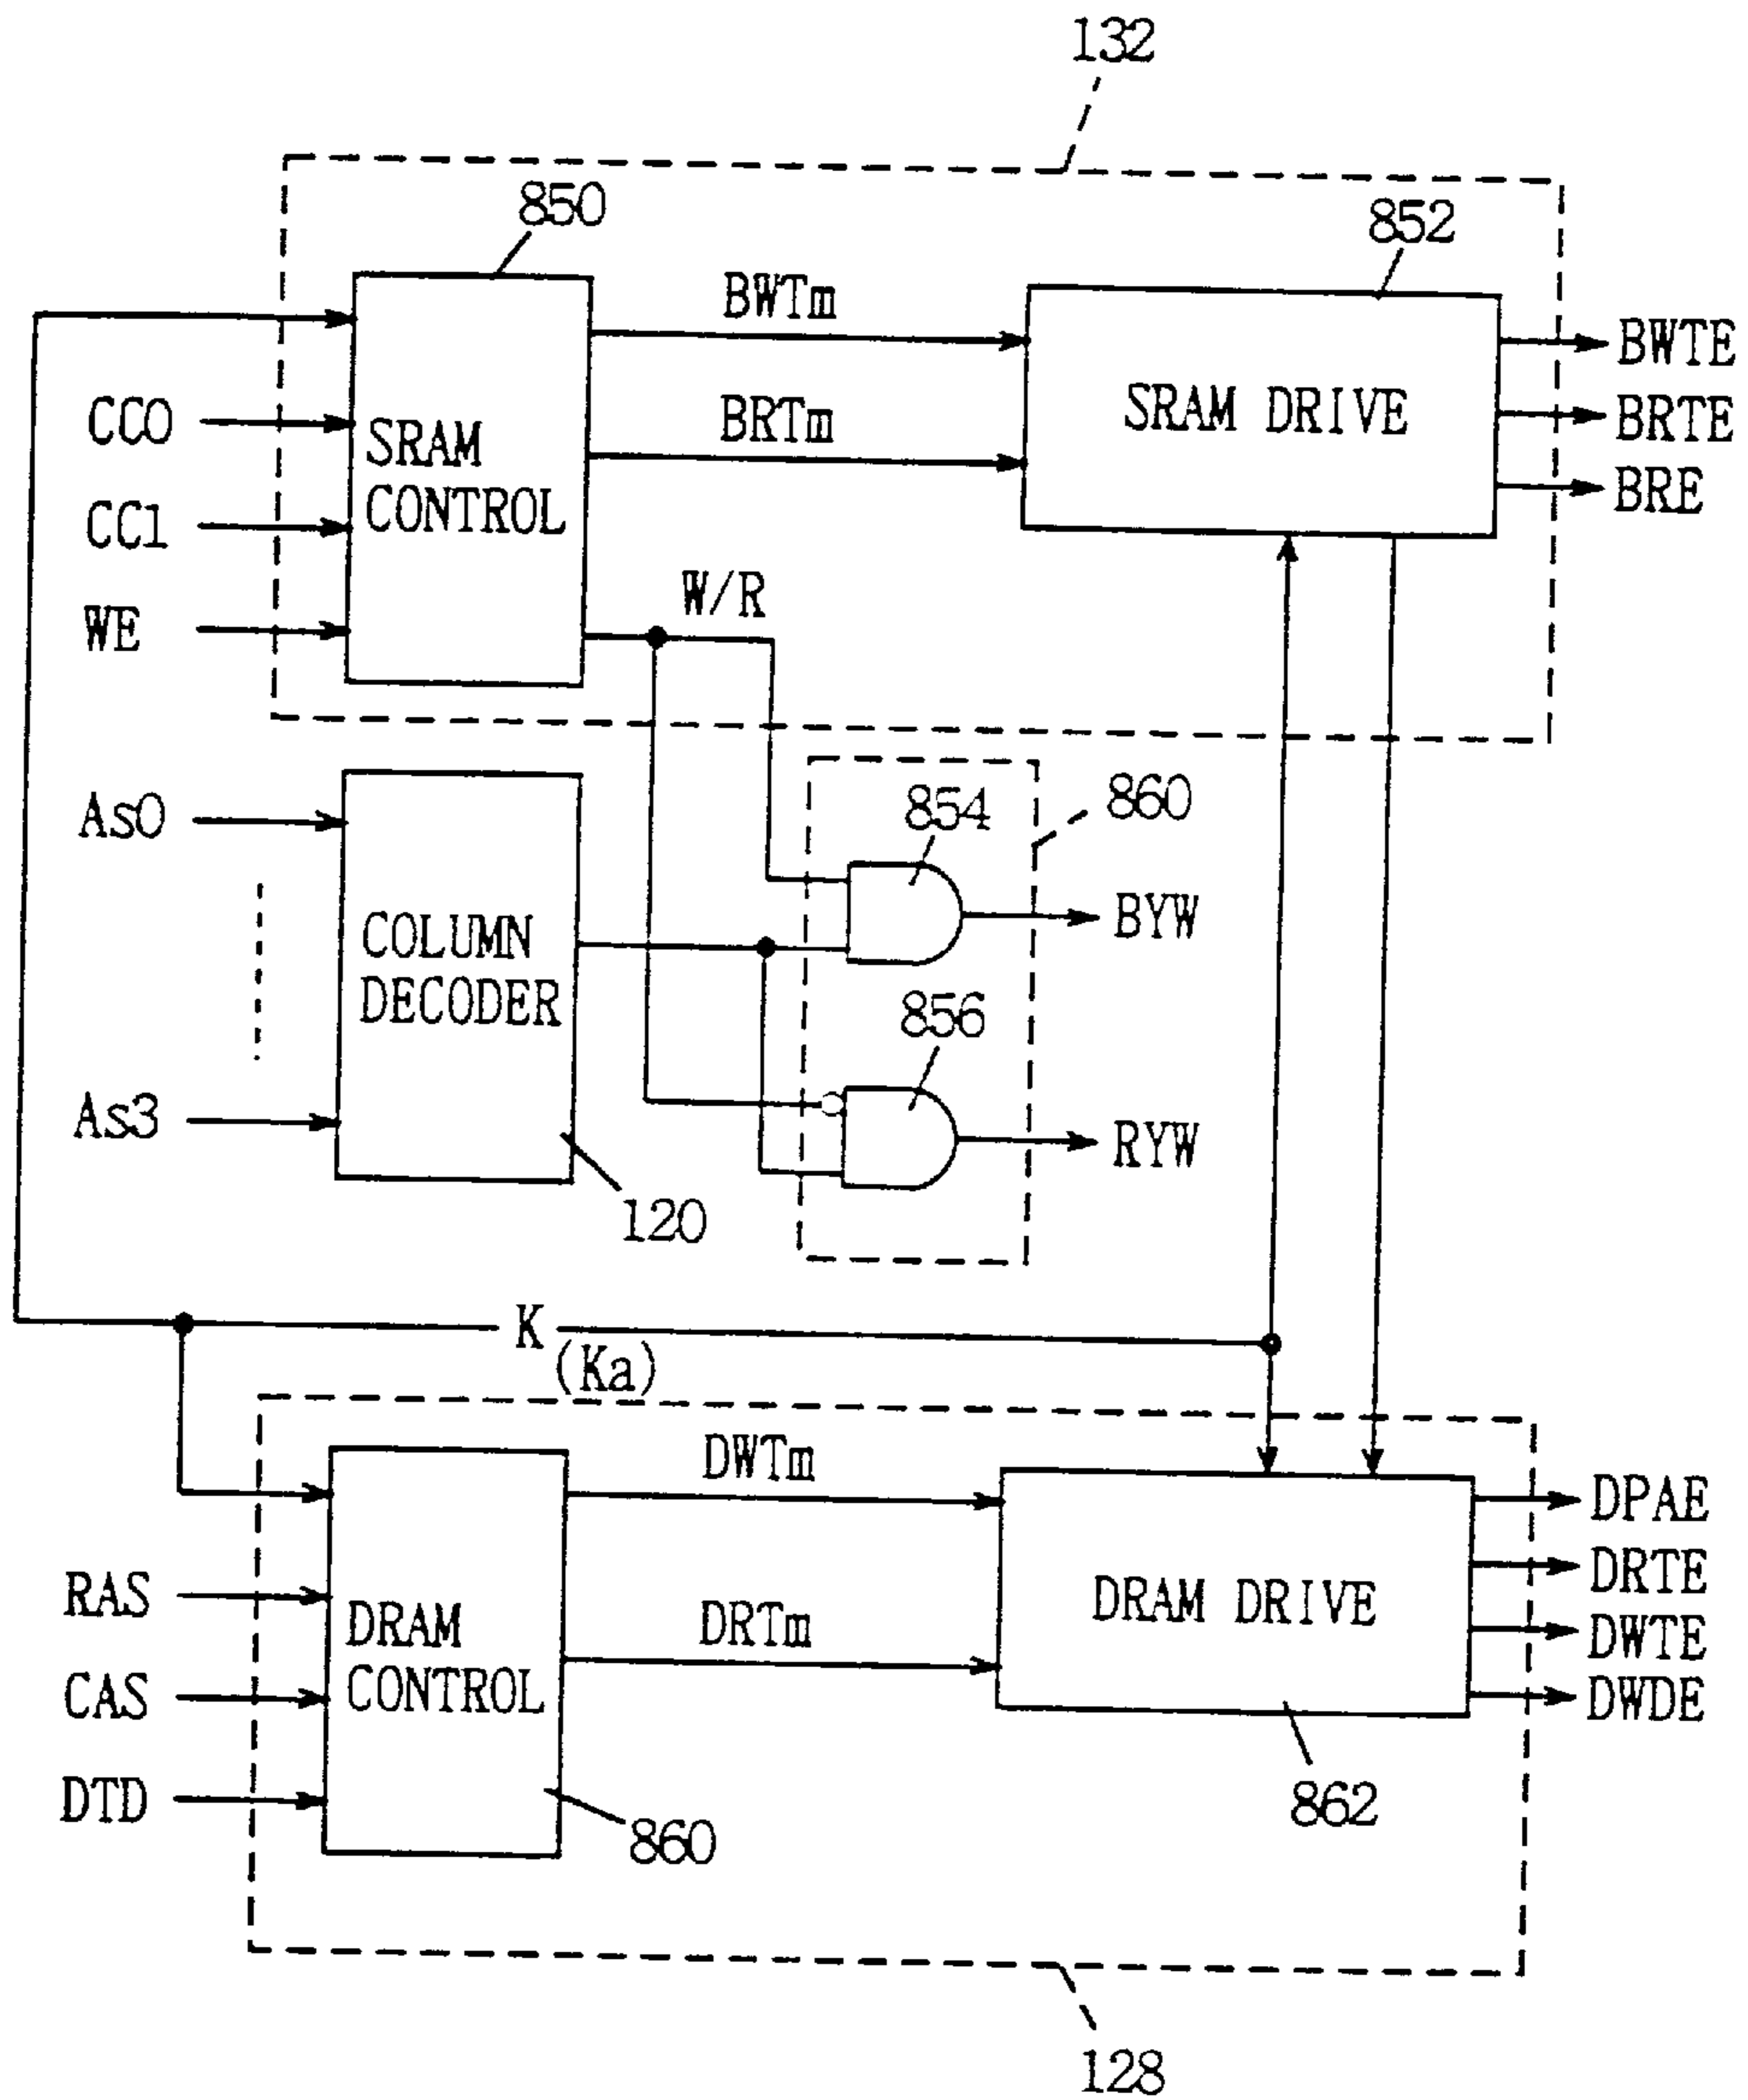 132
850
852
BWTm
BWTE
CC0
SRAM
CONTROL
BRTm
SRAM DRIVE
BRTE
CC1
BRE
WE
W/R
As0
854
860
COLUMN
DECODER
BYW
856
As3
RYW
120
K
(Ka)
DWTm
DPAE
RAS
DRAM
CONTROL
DRTm
DRAM DRIVE
DRTE
DWTE
CAS
DWDE
DTD
860
862
128